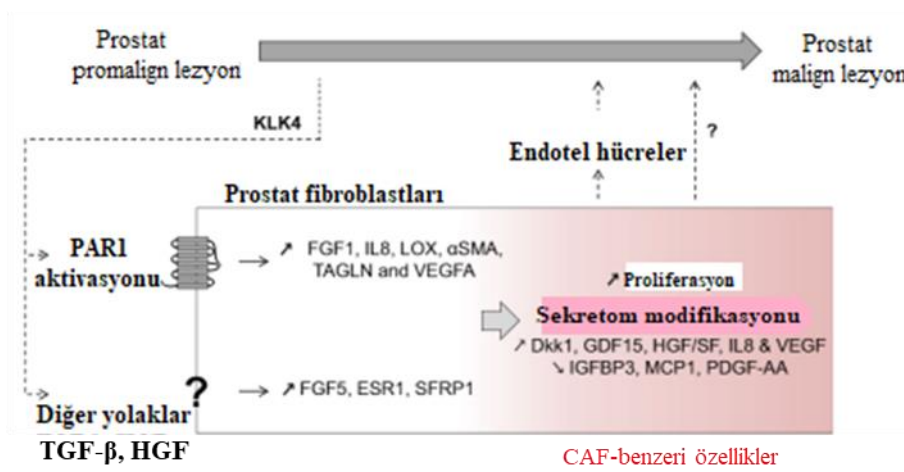 Prostat
promalign lezyon
Prostat
malign lezyon
KLK4
?
Endotel hücreler
Prostat fibroblastları
PAR1
aktivasyonu
→ ↗ FGF1, IL8, LOX, αSMA,
TAGLN and VEGFA
↗ Proliferasyon
Sekretom modifikasyonu
↗ Dkk1, GDF15, HGF/SF, IL8 & VEGF
↘ IGFBP3, MCP1, PDGF-AA
?
→ ↗ FGF5, ESR1, SFRP1
Diğer yolaklar
TGF-β, HGF
CAF-benzeri özellikler